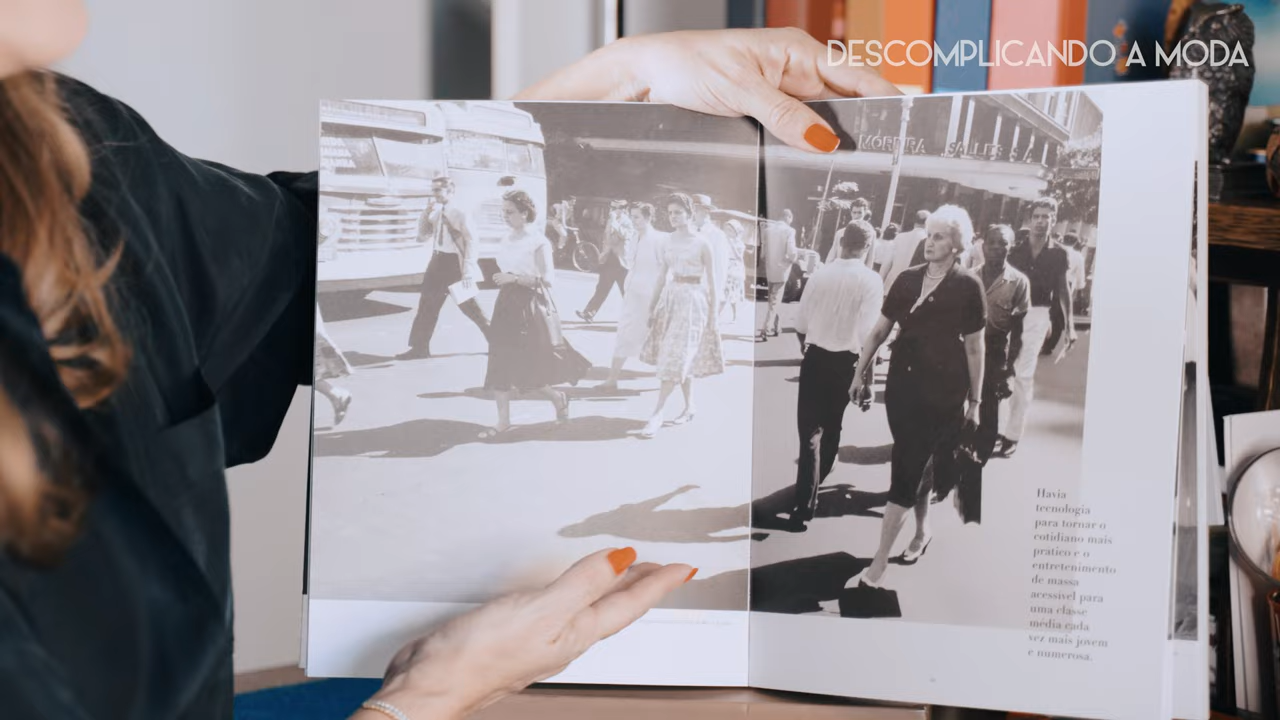 DESCOMPLICANDO A MODA
MOREIRA SALLES S A
Havia
tecnologia
para tornar o
cotidiano mais
prático e o
entretenimento
de massa
acessível para
uma classe
média cada
vez mais jovem
e numerosa.